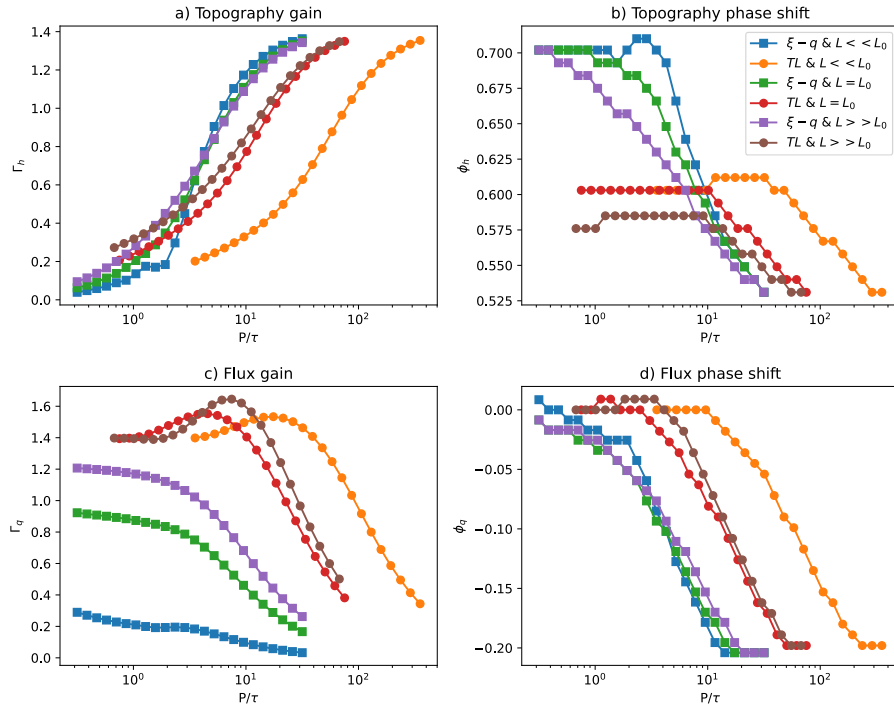 a) Topography gain
b) Topography phase shift
1.4
1.2
1.0
0.8
0.6
0.4
0.2
0.0
Γh
10⁰
10¹
10²
P/τ
0.700
0.675
0.650
0.625
0.600
0.575
0.550
0.525
ϕh
ξ − q & L << L₀
TL & L << L₀
ξ − q & L = L₀
TL & L = L₀
ξ − q & L >> L₀
TL & L >> L₀
10⁰
10¹
10²
P/τ
c) Flux gain
d) Flux phase shift
1.6
1.4
1.2
1.0
0.8
0.6
0.4
0.2
0.0
Γq
10⁰
10¹
10²
P/τ
0.00
−0.05
−0.10
−0.15
−0.20
ϕq
10⁰
10¹
10²
P/τ